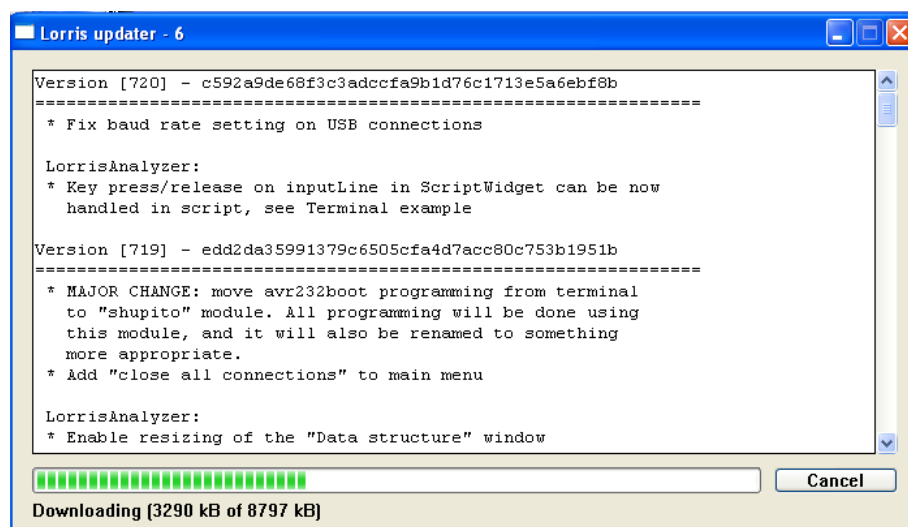 Lorris updater - 6
Version [720] - c592a9de68f3c3adccfa9b1d76c1713e5a6ebf8b
================================================================
* Fix baud rate setting on USB connections
LorrisAnalyzer:
* Key press/release on inputLine in ScriptWidget can be now
handled in script, see Terminal example
Version [719] - edd2da35991379c6505cfa4d7acc80c753b1951b
================================================================
* MAJOR CHANGE: move avr232boot programming from terminal
to "shupito" module. All programming will be done using
this module, and it will also be renamed to something
more appropriate.
* Add "close all connections" to main menu
LorrisAnalyzer:
* Enable resizing of the "Data structure" window
Cancel
Downloading (3290 kB of 8797 kB)